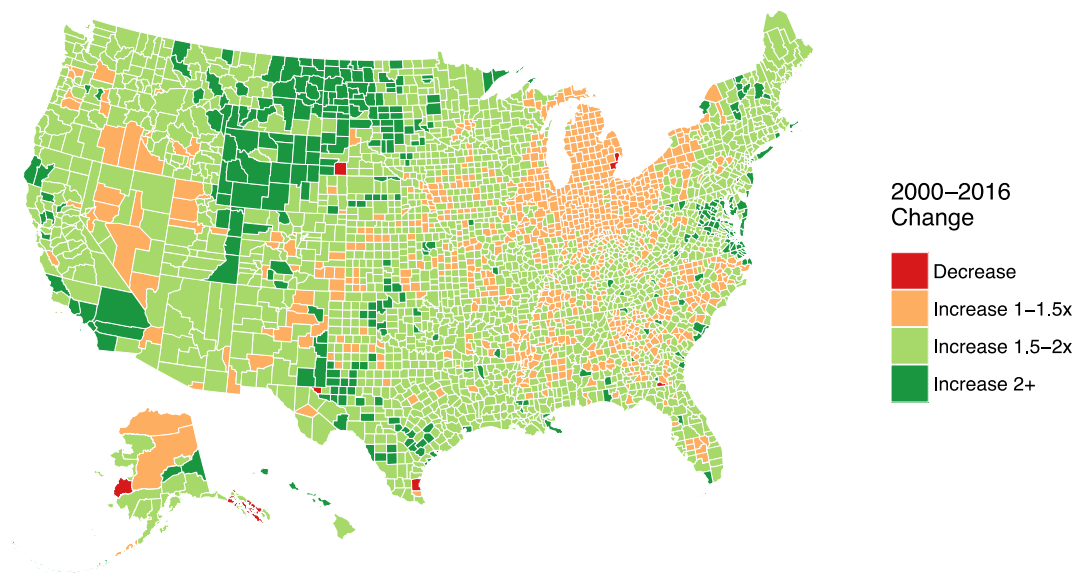 2000–2016
Change
Decrease
Increase 1–1.5x
Increase 1.5–2x
Increase 2+